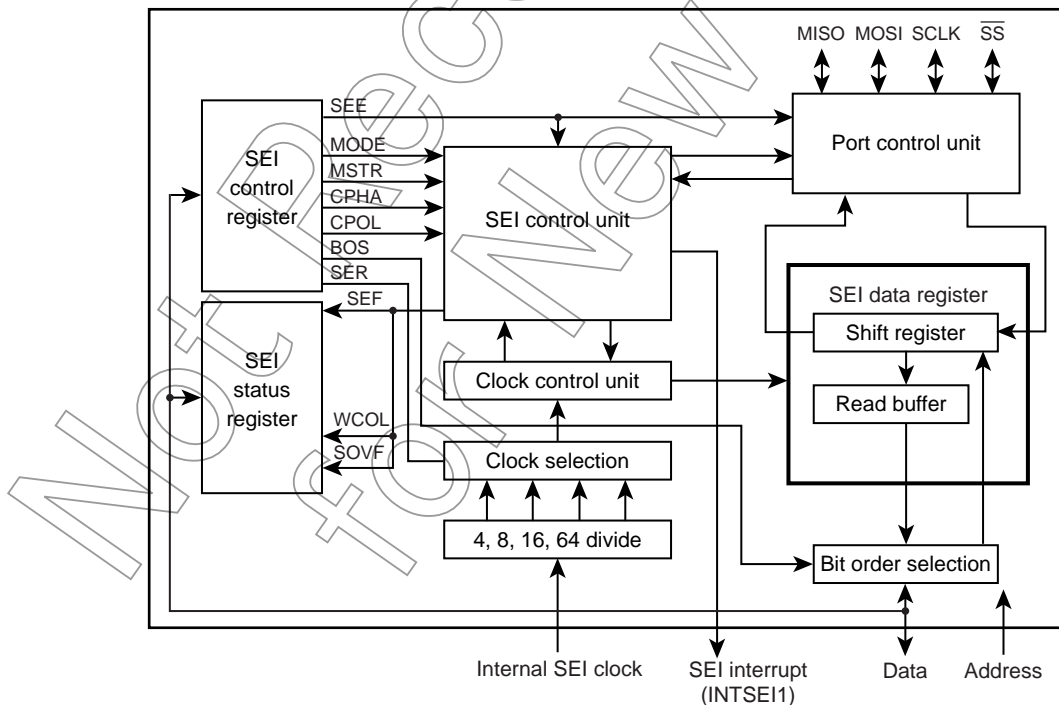 MISO MOSI SCLK SS
SEE
MODE
MSTR
CPHA
CPOL
BOS
SER
SEI
control
register
SEI control unit
Port control unit
SEF
WCOL
SOVF
SEI
status
register
SEI data register
Shift register
Read buffer
Clock control unit
Clock selection
4, 8, 16, 64 divide
Bit order selection
Internal SEI clock
SEI interrupt
(INTSEI1)
Data
Address
Not Rec
for New